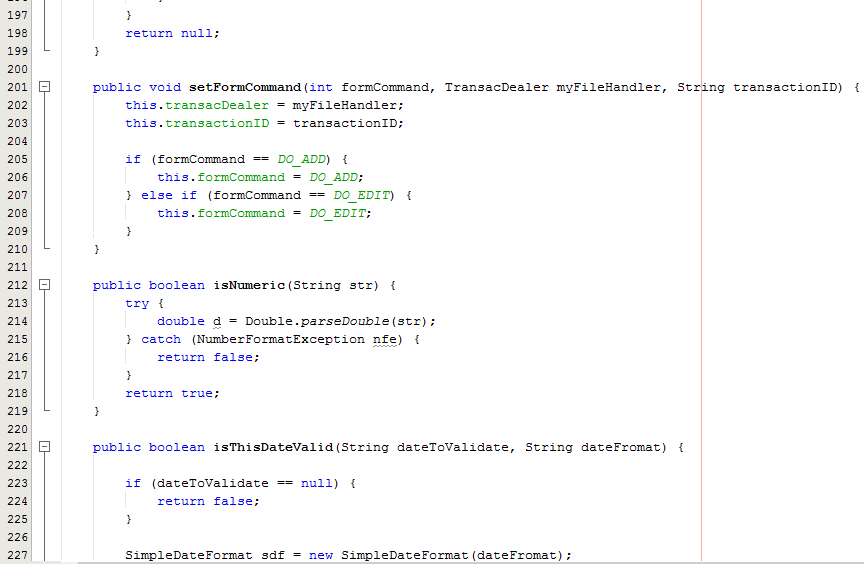 197 }
198 return null;
199 }
200
201 public void setFormCommand(int formCommand, TransacDealer myFileHandler, String transactionID) {
202 this.transacDealer = myFileHandler;
203 this.transactionID = transactionID;
204
205 if (formCommand == DO_ADD) {
206 this.formCommand = DO_ADD;
207 } else if (formCommand == DO_EDIT) {
208 this.formCommand = DO_EDIT;
209 }
210 }
211
212 public boolean isNumeric(String str) {
213 try {
214 double d = Double.parseDouble(str);
215 } catch (NumberFormatException nfe) {
216 return false;
217 }
218 return true;
219 }
220
221 public boolean isThisDateValid(String dateToValidate, String dateFromat) {
222
223 if (dateToValidate == null) {
224 return false;
225 }
226
227 SimpleDateFormat sdf = new SimpleDateFormat(dateFromat);